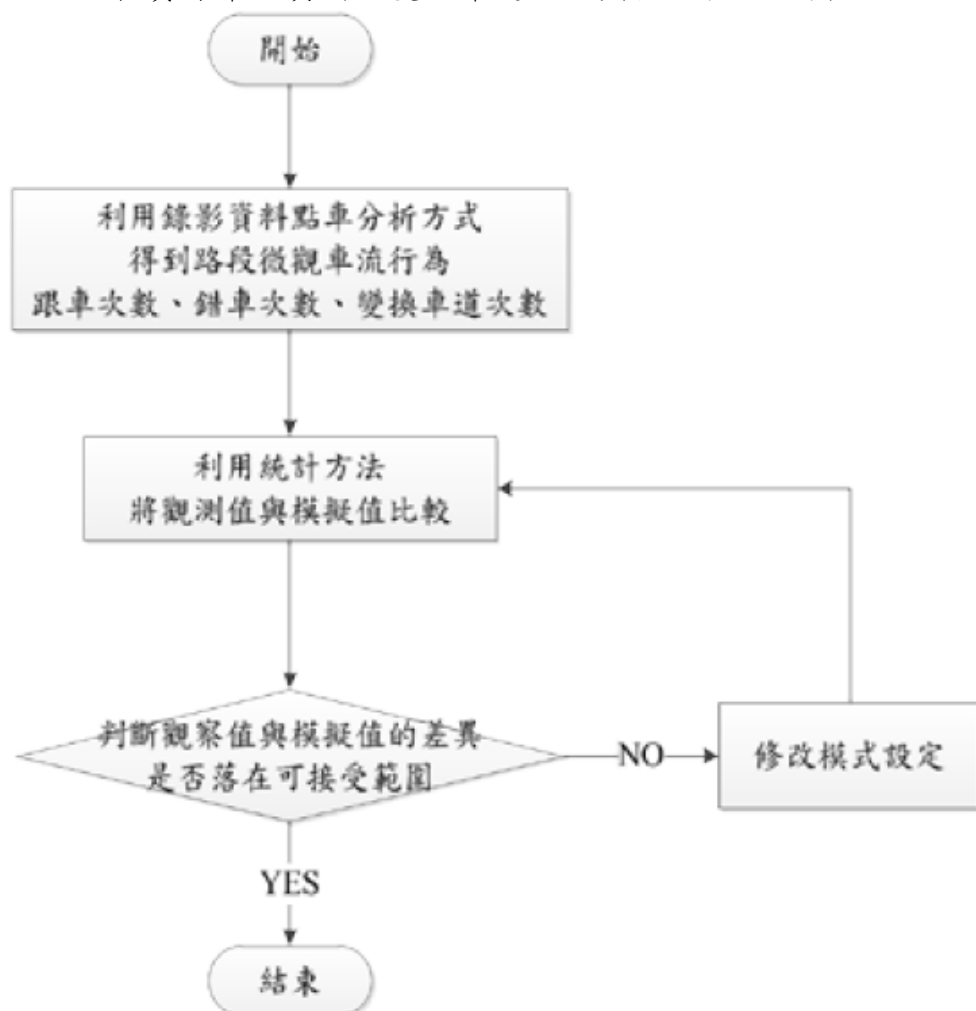 開始
利用錄影資料點車分析方式
得到路段微觀車流行為
跟車次數、錯車次數、變換車道次數
利用統計方法
將觀測值與模擬值比較
判斷觀察值與模擬值的差異
是否落在可接受範圍
NO
修改模式設定
YES
結束